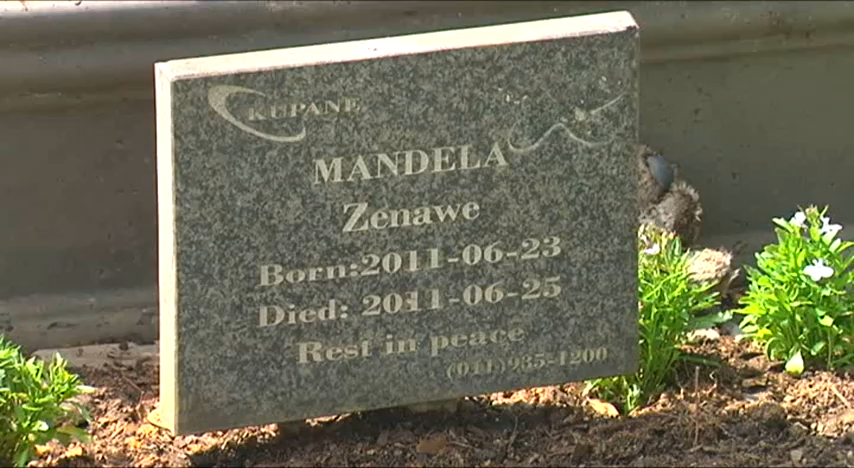 KUPANE
MANDELA
Zenawe
Born:2011-06-23
Died: 2011-06-25
Rest in peace
(011)935-1200